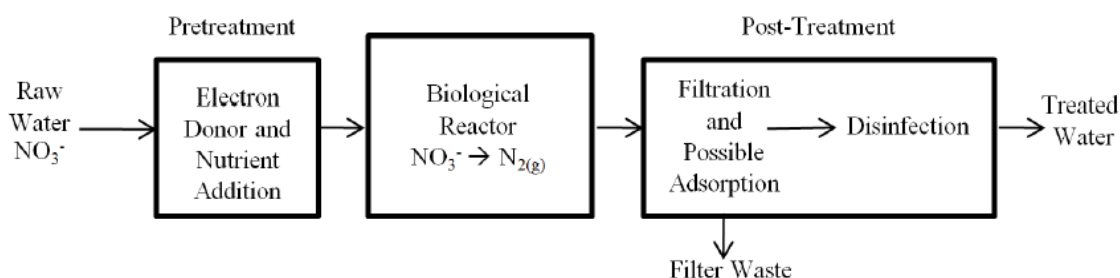 Pretreatment
Post-Treatment
Raw
Water
NO₃⁻
Electron
Donor and
Nutrient
Addition
Biological
Reactor
NO₃⁻ → N₂(g)
Filtration
and
Possible
Adsorption
Disinfection
Treated
Water
Filter Waste